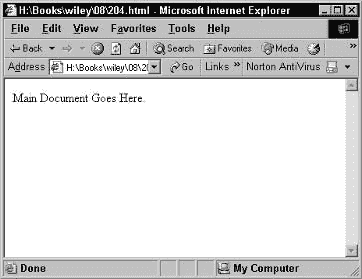 H:\Books\wiley\08\204.html - Microsoft Internet Explorer
File Edit View Favorites Tools Help
Back Search Favorites Media »
Address H:\Books\wiley\08\2 Go Links » Norton AntiVirus
Main Document Goes Here.
Done My Computer